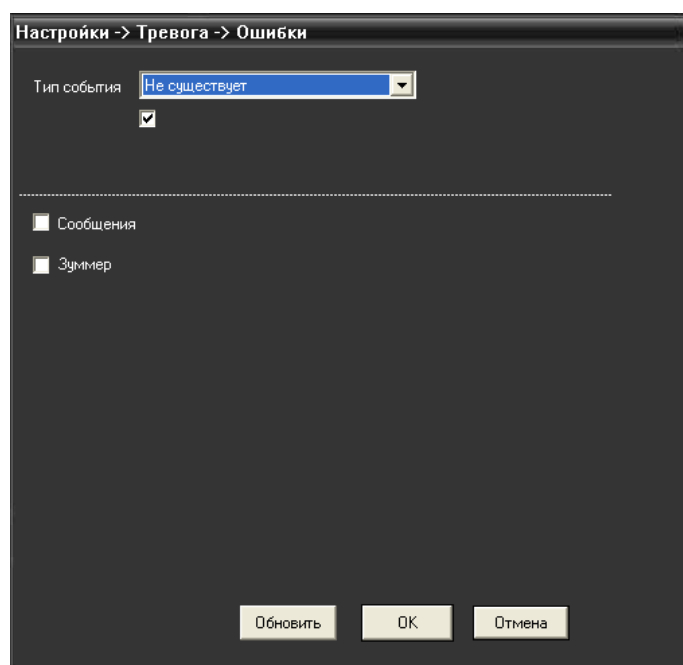 Настройки -> Тревога -> Ошибки
Тип события Не существует
Сообщения
Зуммер
Обновить OK Отмена